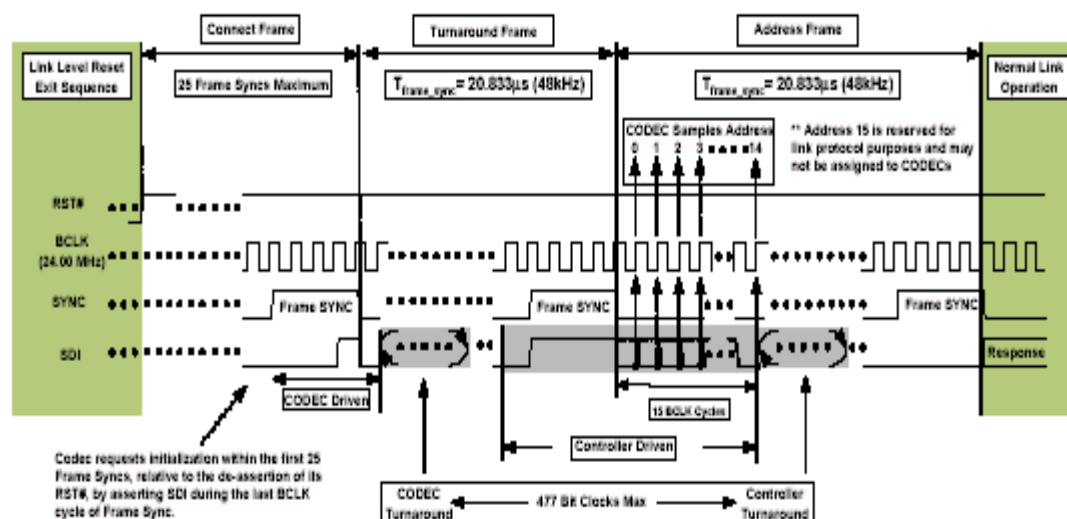 Connect Frame
Turnaround Frame
Address Frame
Link Level Reset
Exit Sequence
25 Frame Syncs Maximum
Tframe_sync= 20.833µs (48kHz)
Tframe_sync= 20.833µs (48kHz)
Normal Link
Operation
CODEC Samples Address
0 1 2 3 14
** Address 15 is reserved for
link protocol purposes and may
not be assigned to CODECs
RST#
BCLK
(24.00 MHz)
SYNC
Frame SYNC
Frame SYNC
Frame SYNC
SDI
Response
CODEC Driven
15 BCLK Cycles
Controller Driven
Codec requests initialization within the first 25
Frame Syncs, relative to the de-assertion of its
RST#, by asserting SDI during the last BCLK
cycle of Frame Sync.
CODEC
Turnaround
477 Bit Clocks Max
Controller
Turnaround